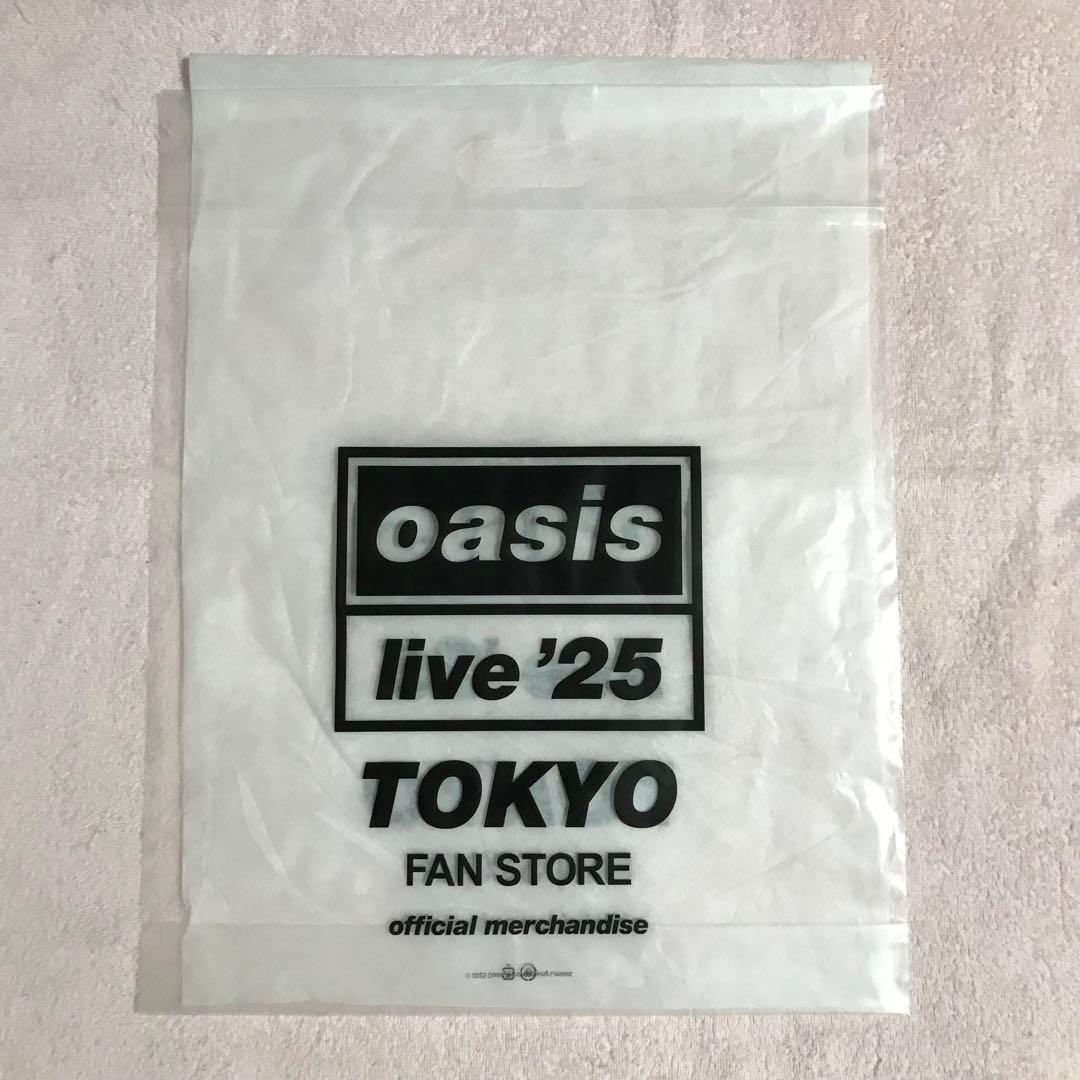 oasis
live ’25
TOKYO
FAN STORE
official merchandise